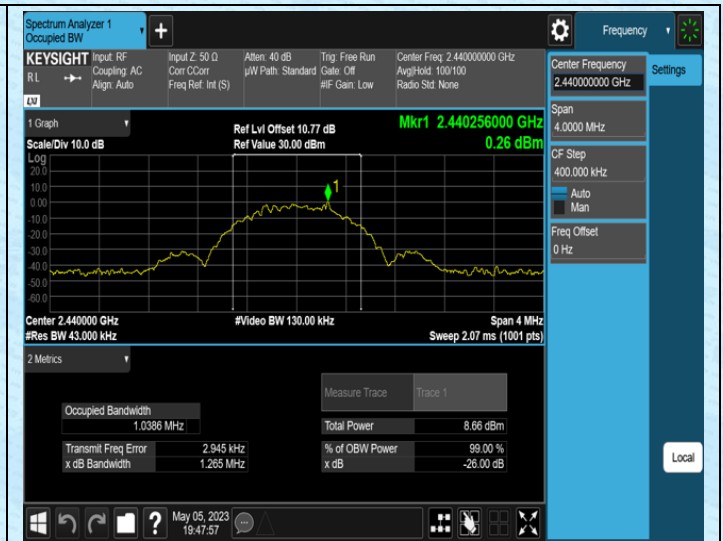 Spectrum Analyzer 1
Occupied BW
Frequency
KEYSIGHT
R L
LXI
Input: RF
Coupling: AC
Align: Auto
Input Z: 50 Ω
Corr CCorr
Freq Ref: Int (S)
Atten: 40 dB
µW Path: Standard
Trig: Free Run
Gate: Off
#IF Gain: Low
Center Freq: 2.440000000 GHz
Avg|Hold: 100/100
Radio Std: None
Center Frequency
2.440000000 GHz
Settings
Span
4.0000 MHz
CF Step
400.000 kHz
Auto
Man
Freq Offset
0 Hz
1 Graph
Scale/Div 10.0 dB
Ref Lvl Offset 10.77 dB
Ref Value 30.00 dBm
Mkr1 2.440256000 GHz
0.26 dBm
Log
20.0
10.0
0.00
-10.0
-20.0
-30.0
-40.0
-50.0
-60.0
1
Center 2.440000 GHz
#Res BW 43.000 kHz
#Video BW 130.00 kHz
Span 4 MHz
Sweep 2.07 ms (1001 pts)
2 Metrics
Measure Trace
Trace 1
Occupied Bandwidth
1.0386 MHz
Total Power
8.66 dBm
Transmit Freq Error
2.945 kHz
% of OBW Power
99.00 %
x dB Bandwidth
1.265 MHz
x dB
-26.00 dB
Local
?
May 05, 2023
19:47:57